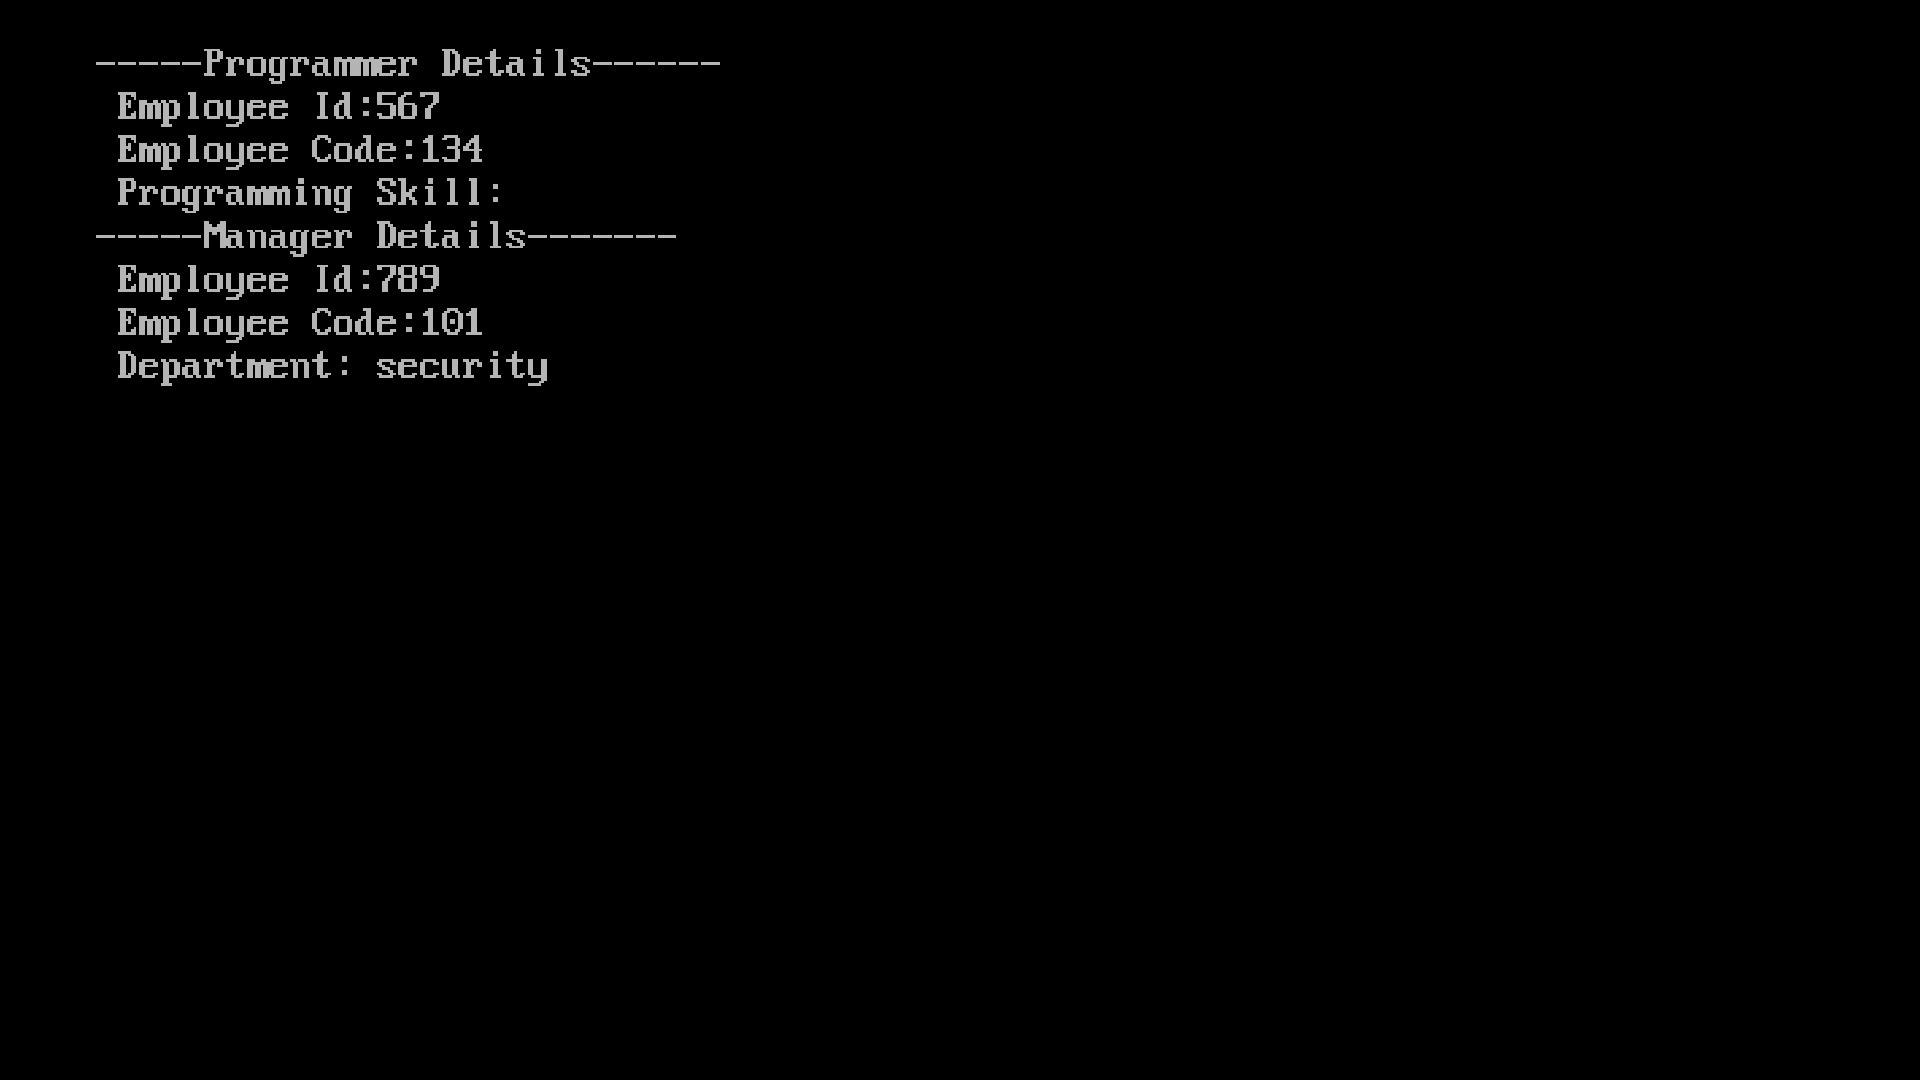 -----Programmer Details------
Employee Id:567
Employee Code:134
Programming Skill:
-----Manager Details-------
Employee Id:789
Employee Code:101
Department: security